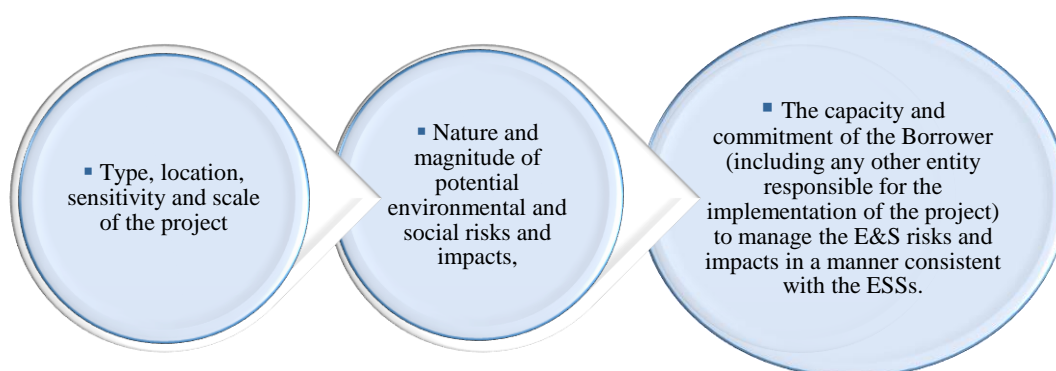 ▪ Type, location,
sensitivity and scale
of the project
▪ Nature and
magnitude of
potential
environmental and
social risks and
impacts,
▪ The capacity and
commitment of the Borrower
(including any other entity
responsible for the
implementation of the project)
to manage the E&S risks and
impacts in a manner consistent
with the ESSs.